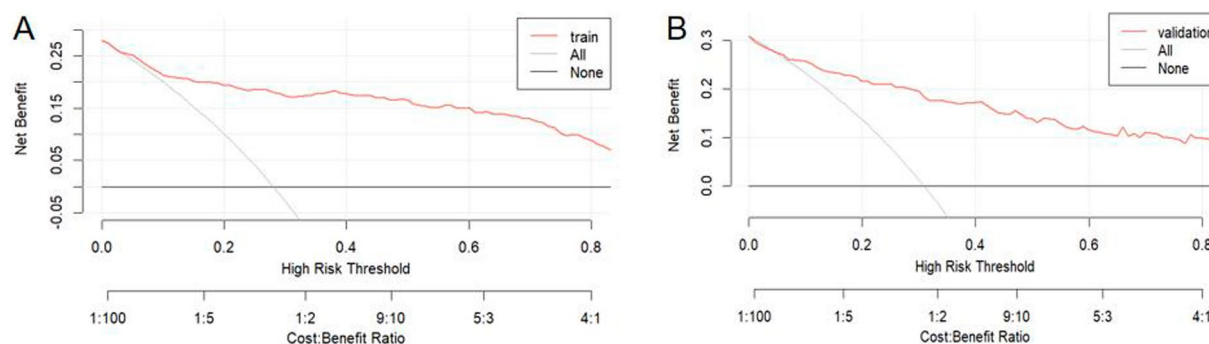 A
train
All
None
Net Benefit
0.25
0.15
0.05
-0.05
0.0 0.2 0.4 0.6 0.8
High Risk Threshold
1:100 1:5 1:2 9:10 5:3 4:1
Cost:Benefit Ratio
B
validation
All
None
Net Benefit
0.3
0.2
0.1
0.0
0.0 0.2 0.4 0.6 0.8
High Risk Threshold
1:100 1:5 1:2 9:10 5:3 4:1
Cost:Benefit Ratio